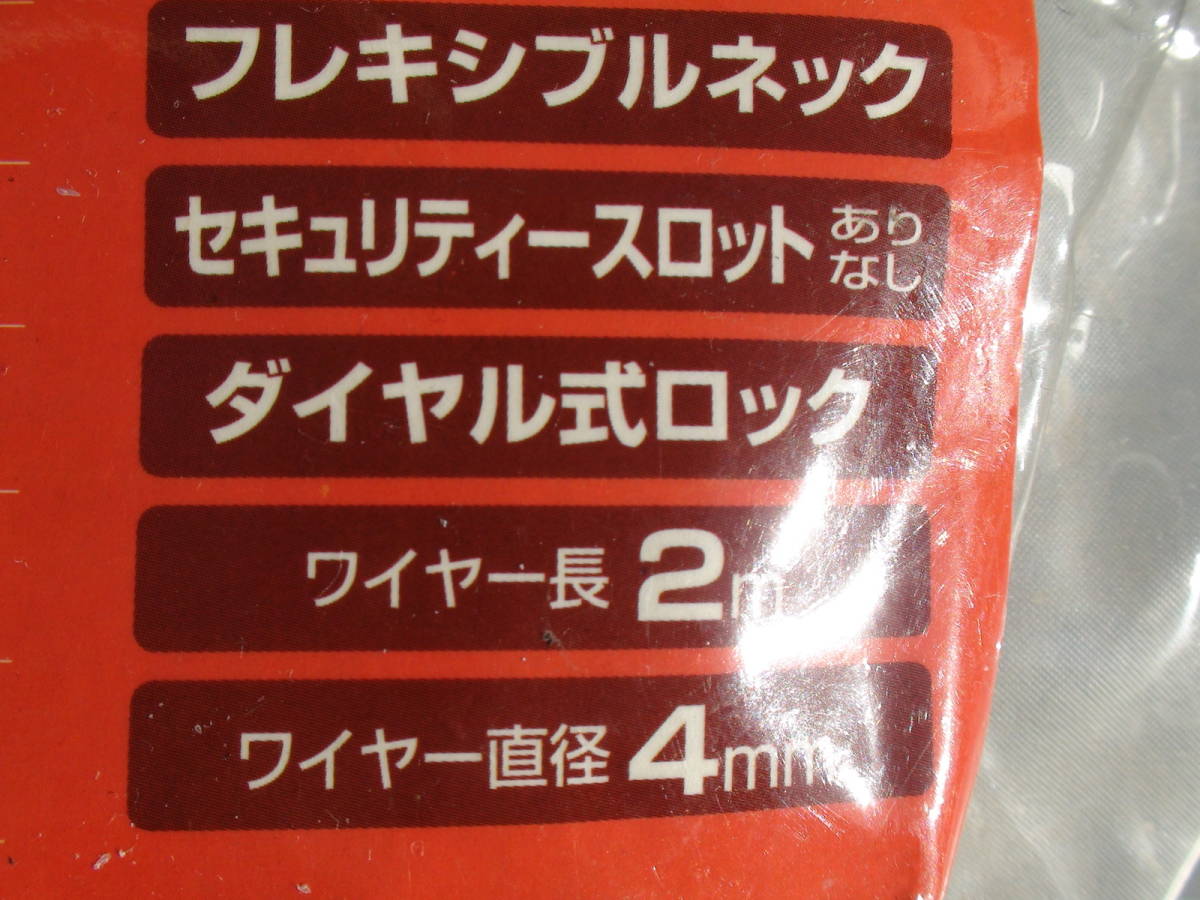 フレキシブルネック
セキュリティースロット あり
なし
ダイヤル式ロック
ワイヤー長 2m
ワイヤー直径 4mm